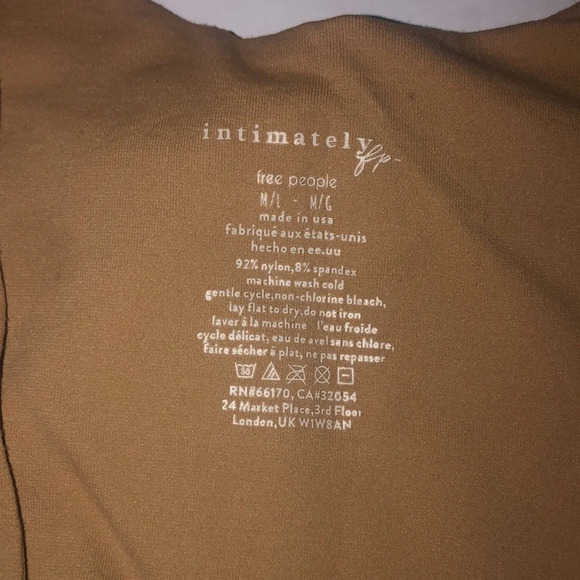 intimately
fp-
free people
M/L - M/G
made in usa
fabriqué aux états-unis
hecho en ee.uu
92% nylon,8% spandex
machine wash cold
gentle cycle,non-chlorine bleach,
lay flat to dry,do not iron
laver à la machine l'eau froide
cycle délicat, eau de avel sans chlore,
faire sécher à plat, ne pas repasser
30
RN#66170, CA#32654
24 Market Place,3rd Floor
London,UK W1W8AN